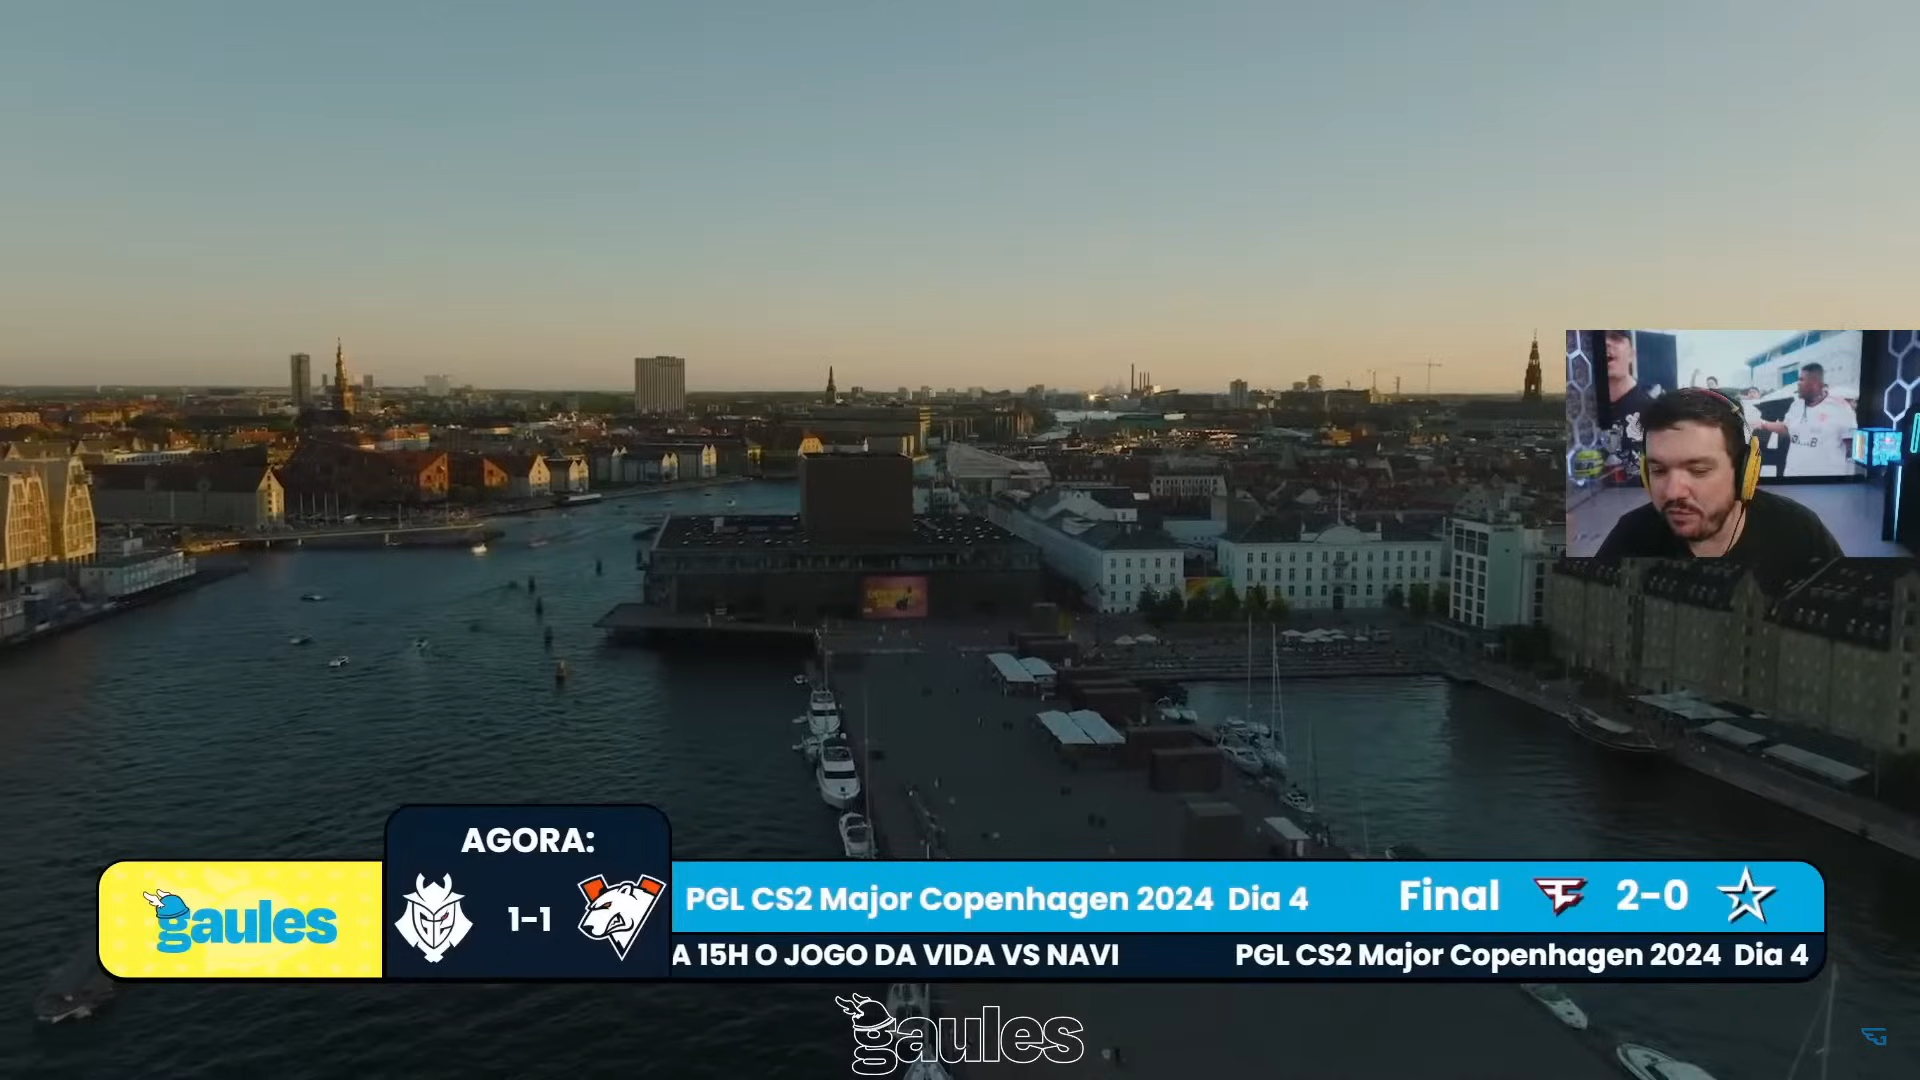 AGORA:
gaules
1-1
PGL CS2 Major Copenhagen 2024 Dia 4
Final 2-0
A 15H O JOGO DA VIDA VS NAVI
PGL CS2 Major Copenhagen 2024 Dia 4
gaules